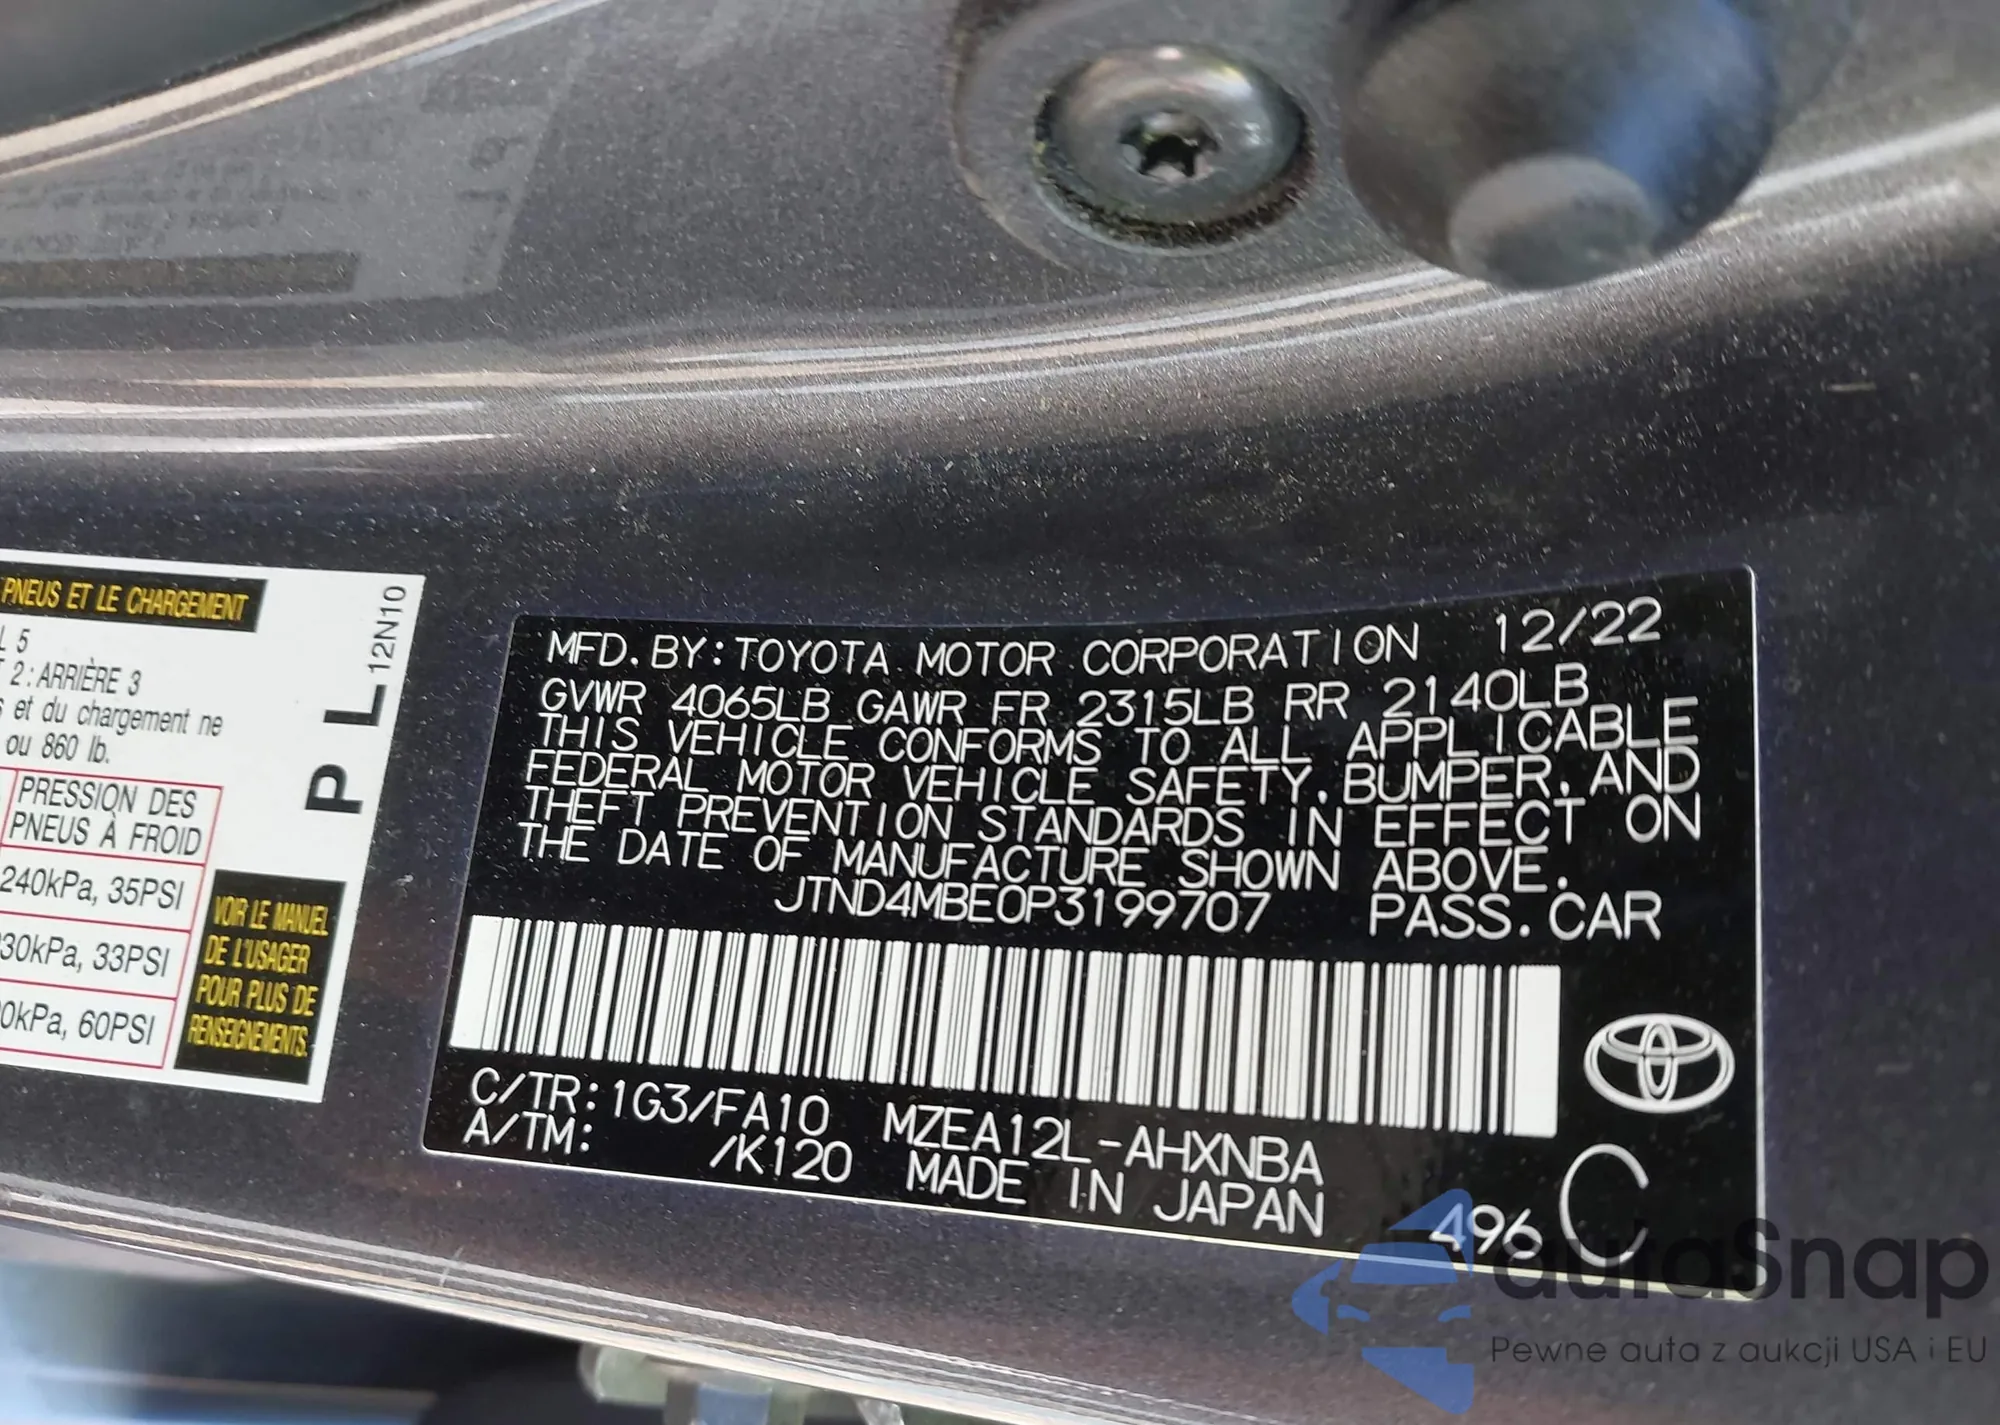 PNEUS ET LE CHARGEMENT
L 5
2 : ARRIÈRE 3
et du chargement ne
ou 860 lb.
PRESSION DES
PNEUS À FROID
240kPa, 35PSI
30kPa, 33PSI
0kPa, 60PSI
VOIR LE MANUEL
DE L'USAGER
POUR PLUS DE
RENSEIGNEMENTS.
P L 12N10
MFD. BY: TOYOTA MOTOR CORPORATION 12/22
GVWR 4065LB GAWR FR 2315LB RR 2140LB
THIS VEHICLE CONFORMS TO ALL APPLICABLE
FEDERAL MOTOR VEHICLE SAFETY, BUMPER, AND
THEFT PREVENTION STANDARDS IN EFFECT ON
THE DATE OF MANUFACTURE SHOWN ABOVE.
JTND4MBE0P3199707 PASS. CAR
C/TR: 1G3/FA10 MZEA12L-AHXNBA
A/TM: /K120 MADE IN JAPAN
496 C
autaSnap
Pewne auta z aukcji USA i EU